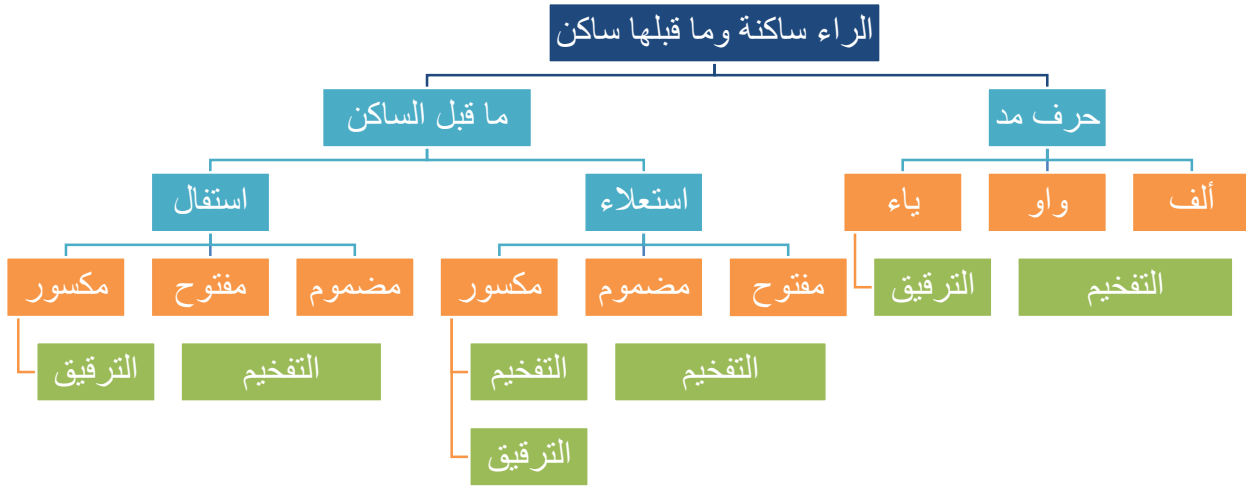 الراء ساكنة وما قبلها ساكن
حرف مد
ما قبل الساكن
ألف
واو
ياء
استعلاء
استفال
التفخيم
الترقيق
مفتوح
مضموم
مكسور
مضموم
مفتوح
مكسور
التفخيم
التفخيم
التفخيم
الترقيق
الترقيق